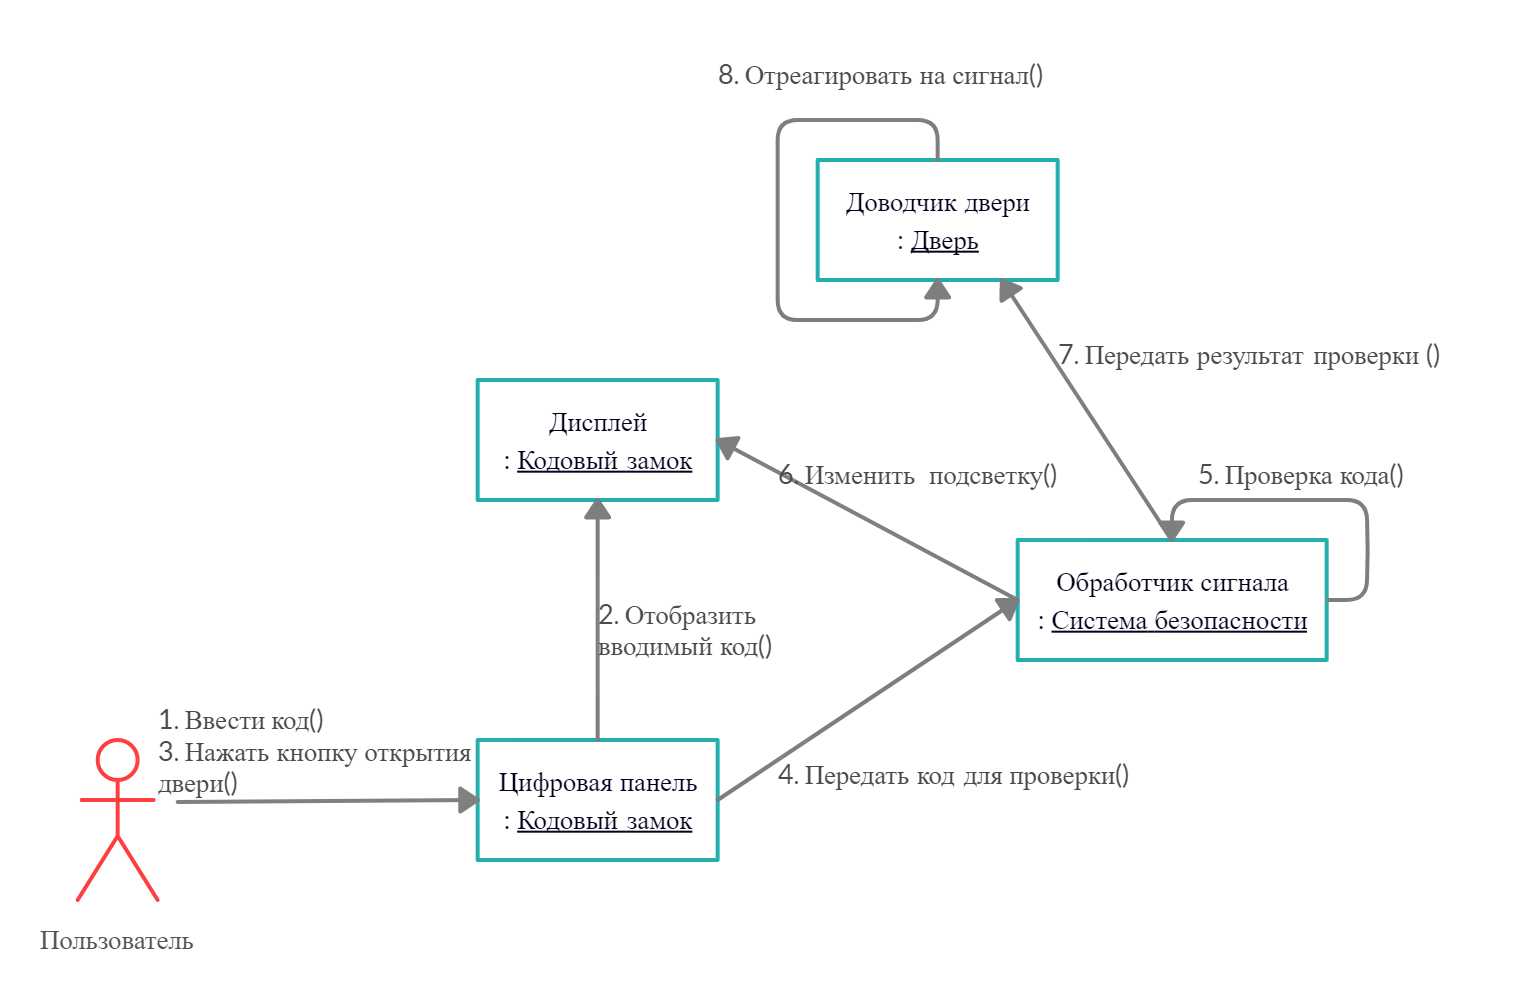 8. Отреагировать на сигнал()
Доводчик двери
: Дверь
7. Передать результат проверки ()
Дисплей
: Кодовый замок
6. Изменить подсветку()
5. Проверка кода()
Обработчик сигнала
: Система безопасности
2. Отобразить
вводимый код()
1. Ввести код()
3. Нажать кнопку открытия
двери()
Цифровая панель
: Кодовый замок
4. Передать код для проверки()
Пользователь